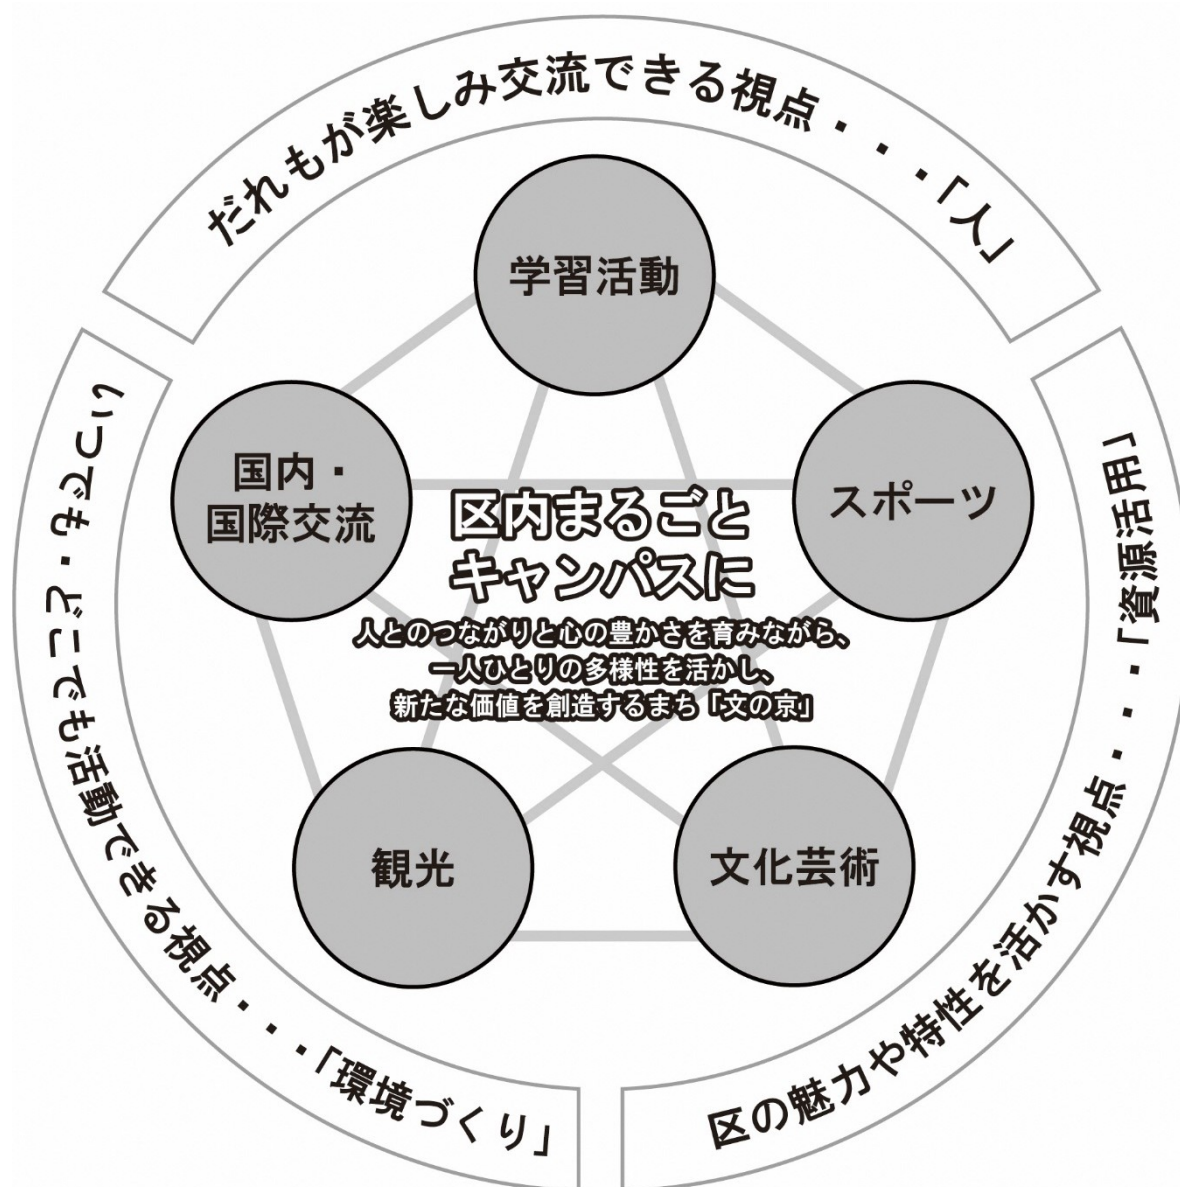 だれもが楽しみ交流できる視点・・・「人」
学習活動
国内・
国際交流
スポーツ
区内まるごと
キャンパスに
人とのつながりと心の豊かさを育みながら、
一人ひとりの多様性を活かし、
新たな価値を創造するまち「文の京」
観光
文化芸術
いつでも・どこでも活動できる視点・・・「環境づくり」
区の魅力や特性を活かす視点・・・「資源活用」